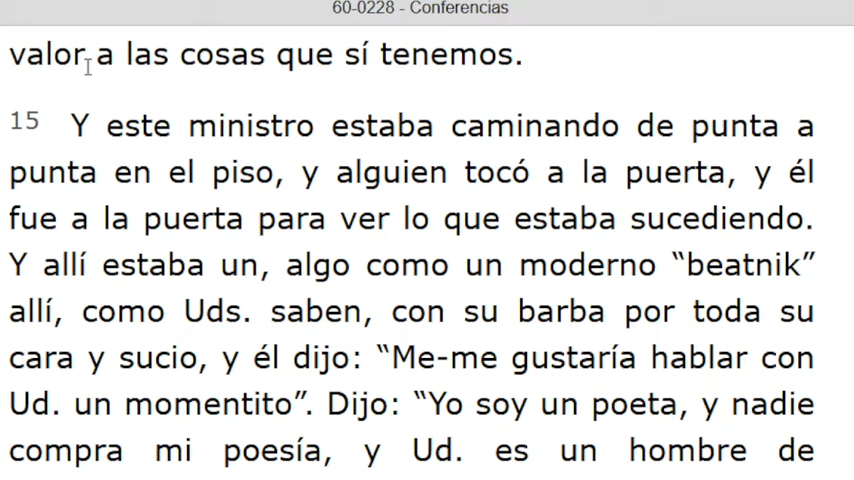 60-0228 - Conferencias
valor a las cosas que sí tenemos.
15 Y este ministro estaba caminando de punta a
punta en el piso, y alguien tocó a la puerta, y él
fue a la puerta para ver lo que estaba sucediendo.
Y allí estaba un, algo como un moderno “beatnik”
allí, como Uds. saben, con su barba por toda su
cara y sucio, y él dijo: “Me-me gustaría hablar con
Ud. un momentito”. Dijo: “Yo soy un poeta, y nadie
compra mi poesía, y Ud. es un hombre de